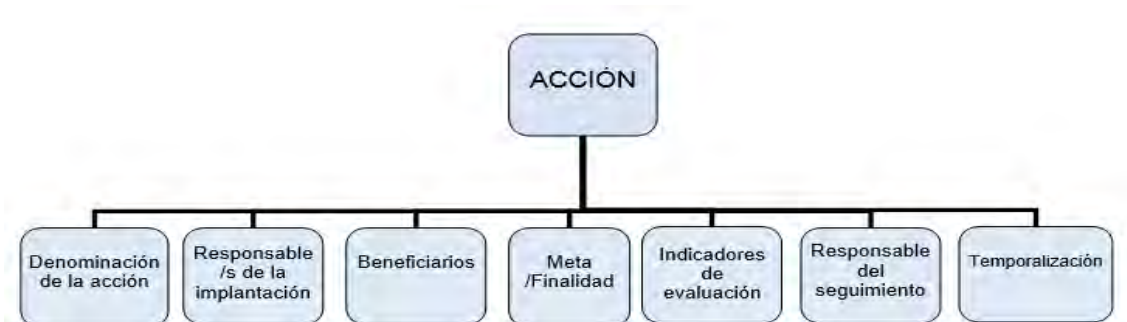 ACCIÓN
Denominación
de la acción
Responsable
/s de la
implantación
Beneficiarios
Meta
/Finalidad
Indicadores
de
evaluación
Responsable
del
seguimiento
Temporalización